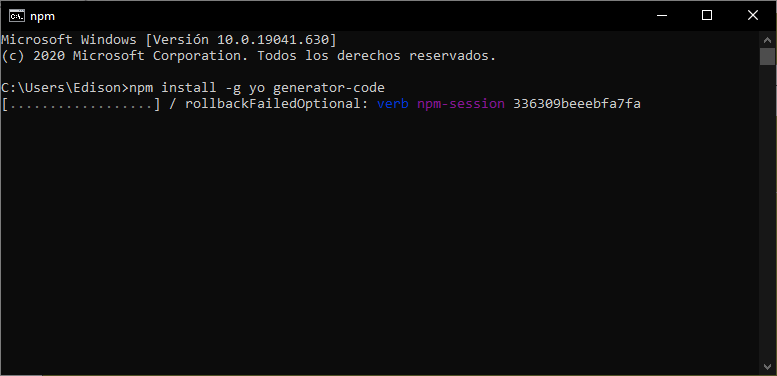 npm
Microsoft Windows [Versión 10.0.19041.630]
(c) 2020 Microsoft Corporation. Todos los derechos reservados.
C:\Users\Edison>npm install -g yo generator-code
[..................] / rollbackFailedOptional: verb npm-session 336309beeebfa7fa